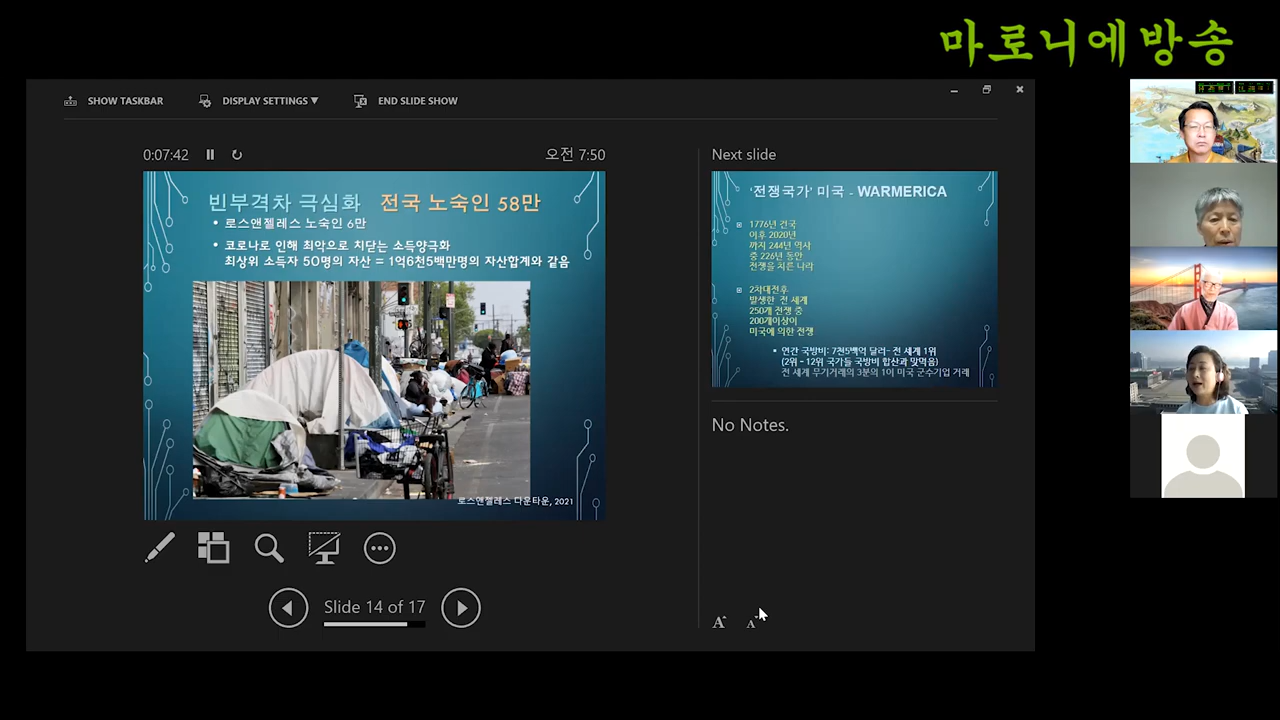 마로니에방송
SHOW TASKBAR
DISPLAY SETTINGS ▼
END SLIDE SHOW
0:07:42
오전 7:50
빈부격차 극심화 전국 노숙인 58만
• 로스앤젤레스 노숙인 6만
• 코로나로 인해 최악으로 치닫는 소득양극화
최상위 소득자 50명의 자산 = 1억6천5백만명의 자산합계와 같음
로스앤젤레스 다운타운, 2021
Slide 14 of 17
Next slide
'전쟁국가' 미국 - WARMERICA
1776년 건국
이후 2020년
까지 244년 역사
중 226년 동안
전쟁을 치른 나라
2차대전후
발생한 전 세계
250개 전쟁 중
200개이상이
미국에 의한 전쟁
▪ 연간 국방비: 7천5백억 달러- 전 세계 1위
(2위 - 12위 국가들 국방비 합산과 맞먹음)
전 세계 무기거래의 3분의 1이 미국 군수기업 거래
No Notes.